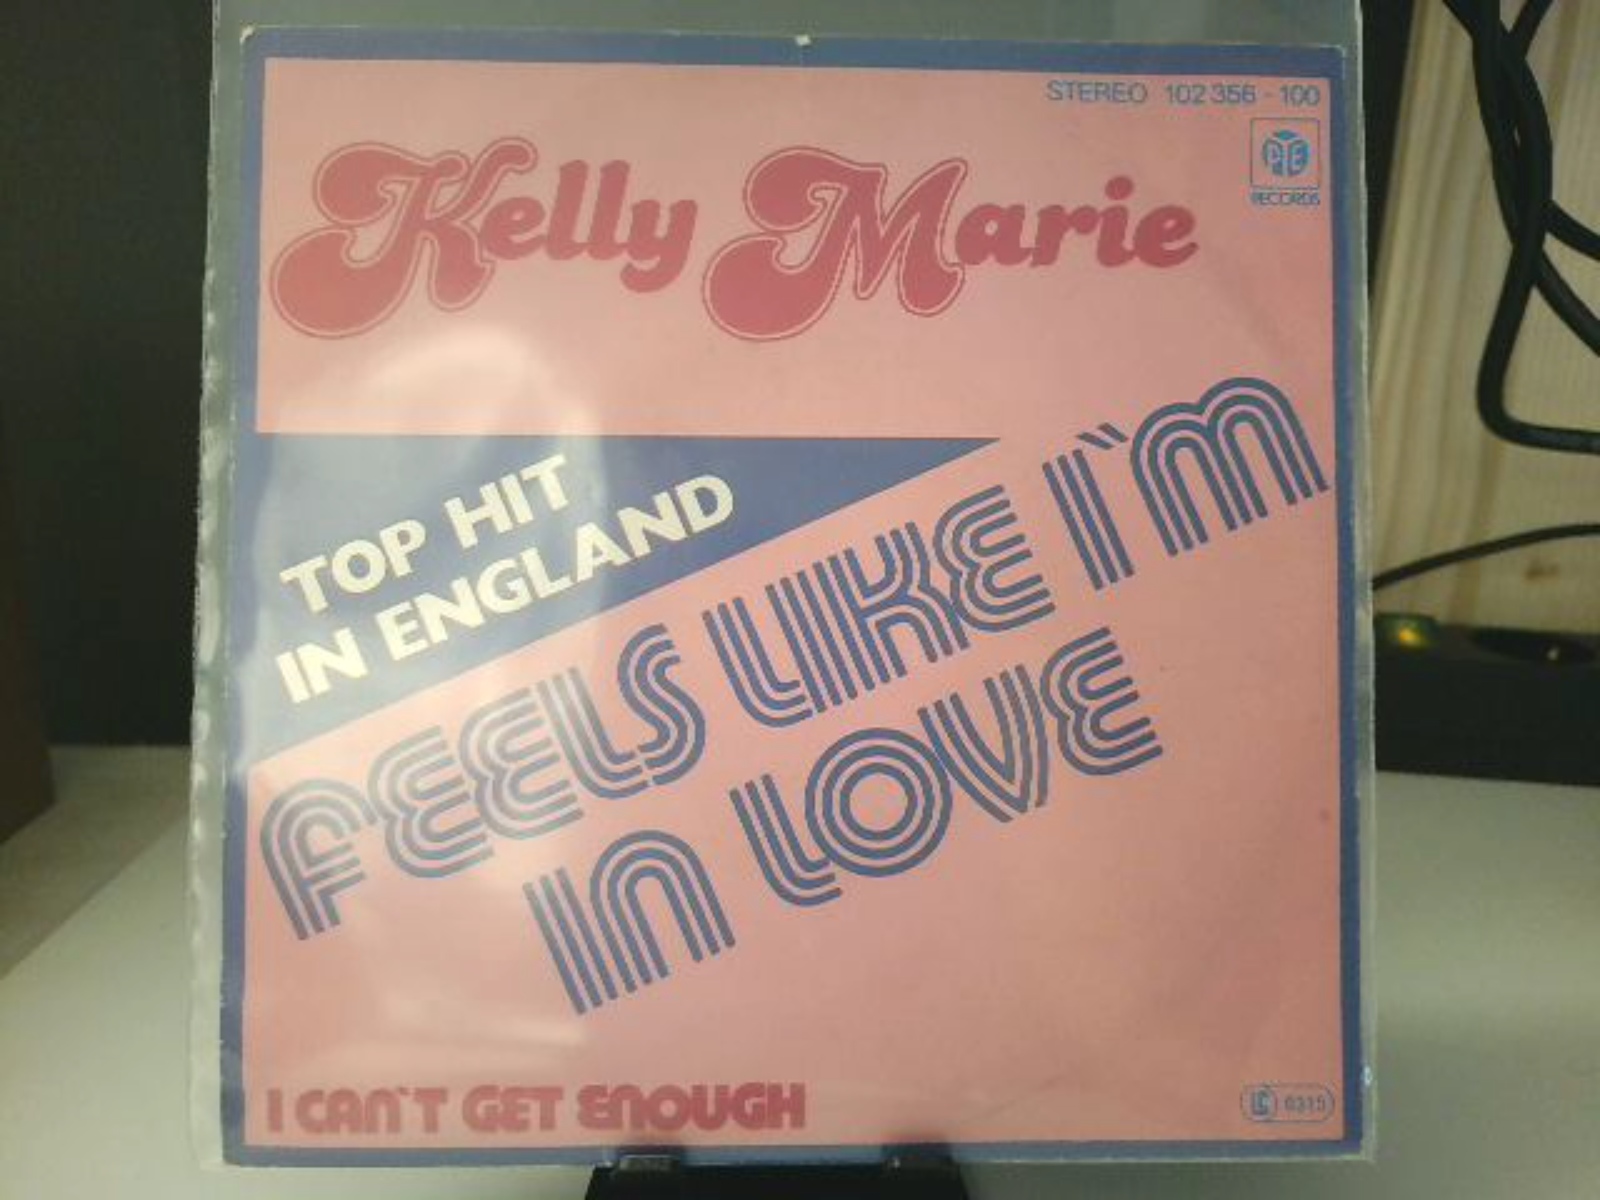 STEREO 102 356 - 100
PYE
RECORDS
Kelly Marie
TOP HIT
IN ENGLAND
FEELS LIKE I`M
IN LOVE
I CAN`T GET ENOUGH
LC 0315